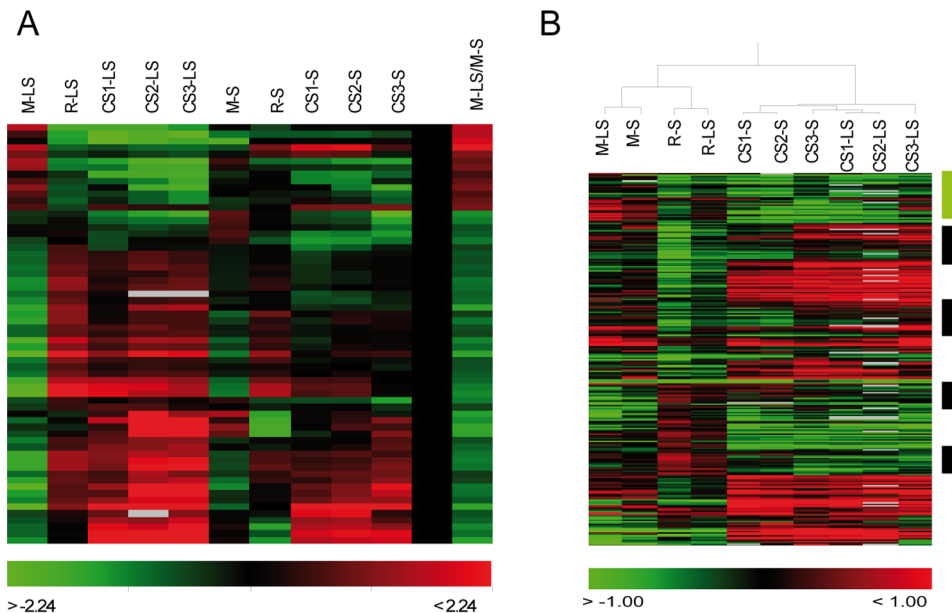 A
M-LS
R-LS
CS1-LS
CS2-LS
CS3-LS
M-S
R-S
CS1-S
CS2-S
CS3-S
M-LS/M-S
> -2.24
< 2.24
B
M-LS
M-S
R-S
R-LS
CS1-S
CS2-S
CS3-S
CS1-LS
CS2-LS
CS3-LS
> -1.00
< 1.00